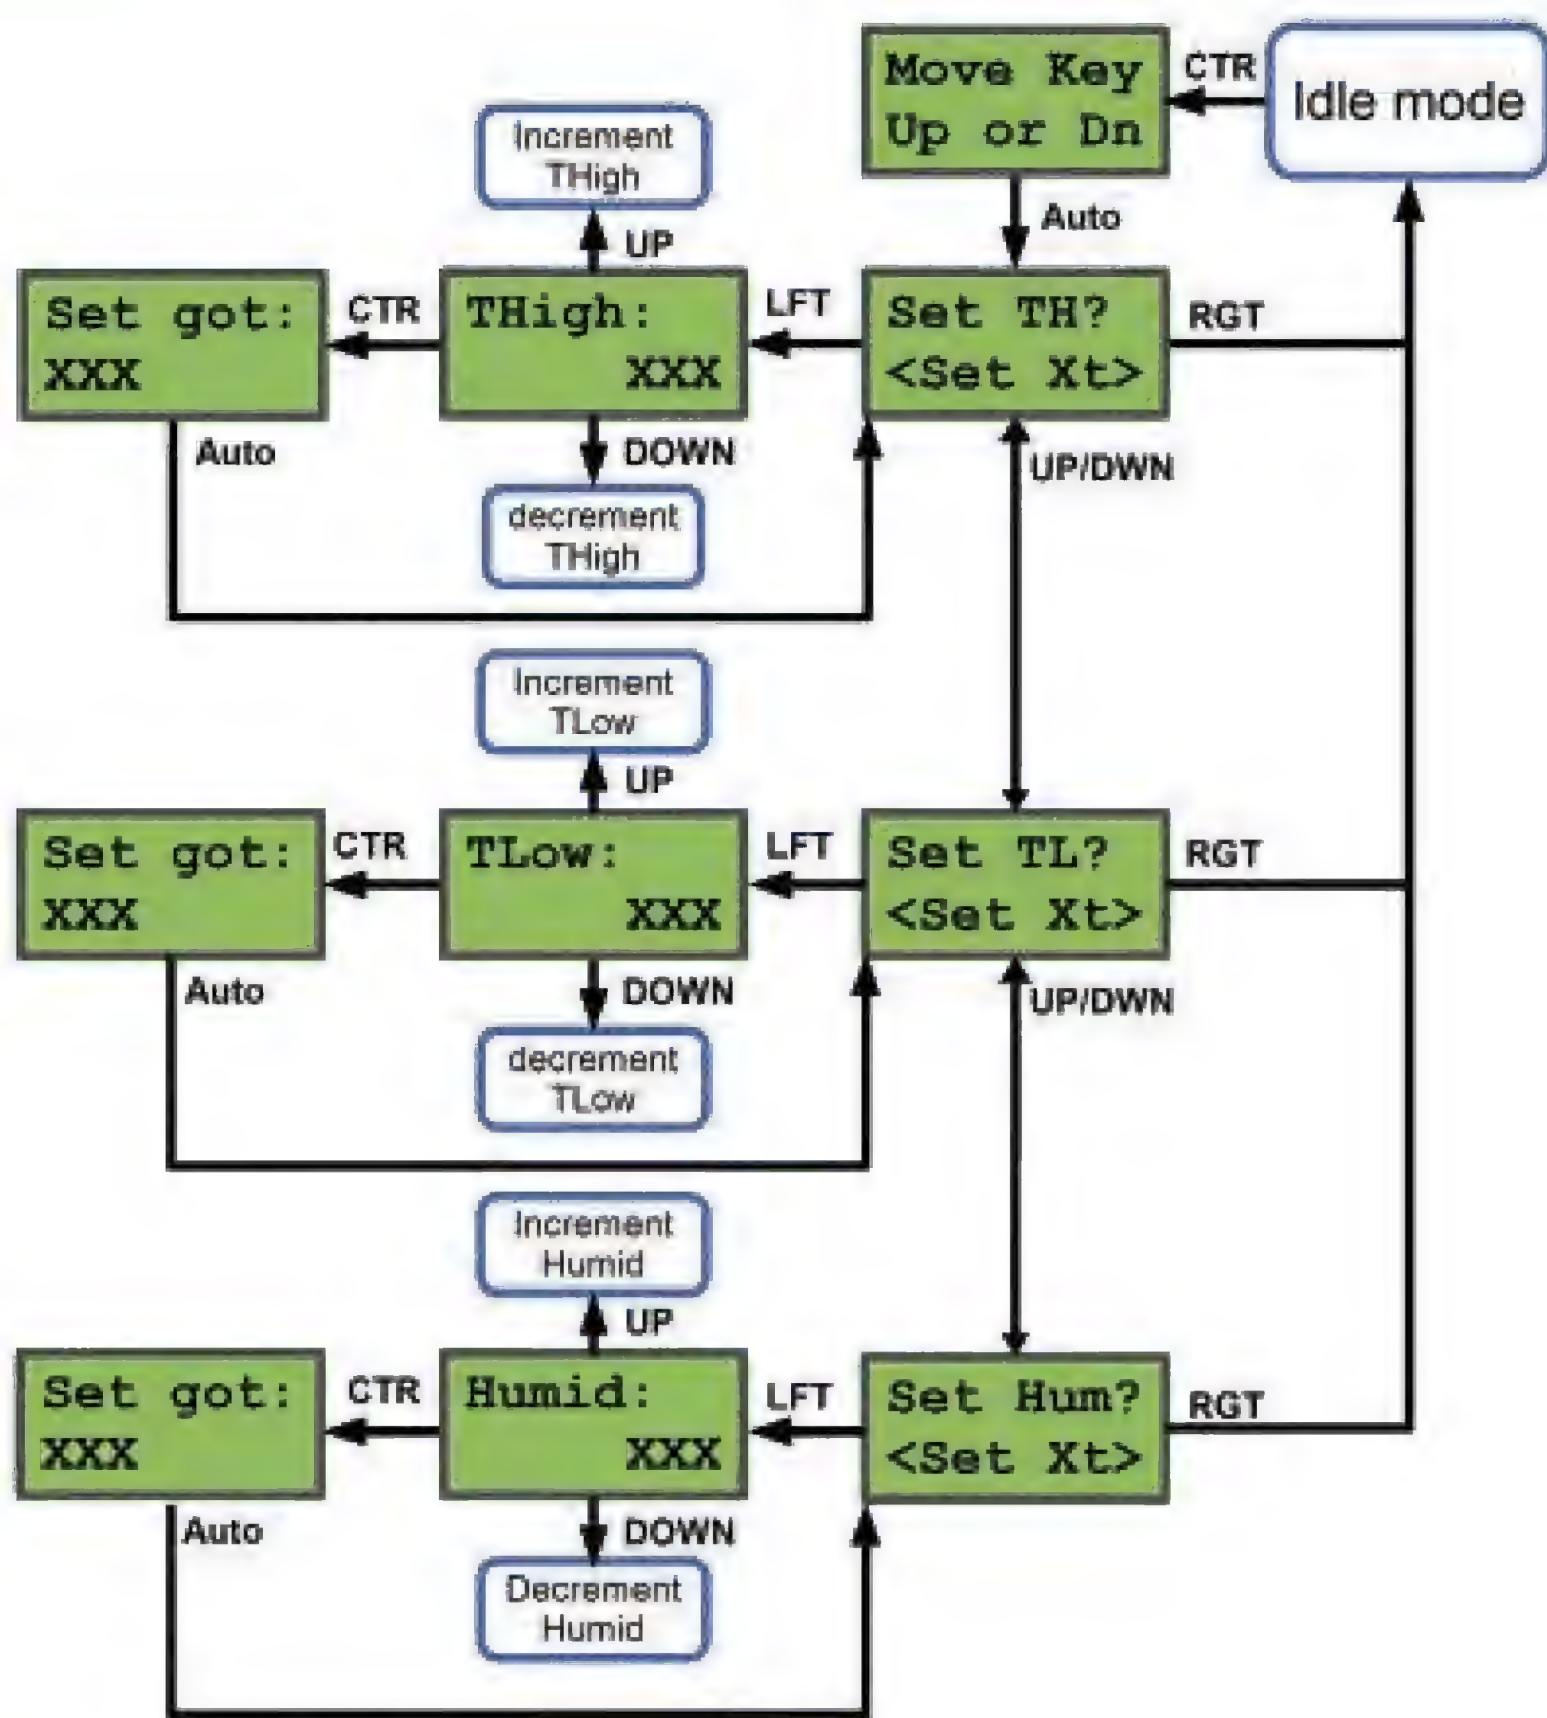 Move Key
Up or Dn
CTR
Idle mode
Auto
Increment
THigh
UP
Set got:
XXX
CTR
THigh:
XXX
LFT
Set TH?
<Set Xt>
RGT
Auto
DOWN
UP/DWN
decrement
THigh
Increment
TLow
UP
Set got:
XXX
CTR
TLow:
XXX
LFT
Set TL?
<Set Xt>
RGT
Auto
DOWN
UP/DWN
decrement
TLow
Increment
Humid
UP
Set got:
XXX
CTR
Humid:
XXX
LFT
Set Hum?
<Set Xt>
RGT
Auto
DOWN
Decrement
Humid